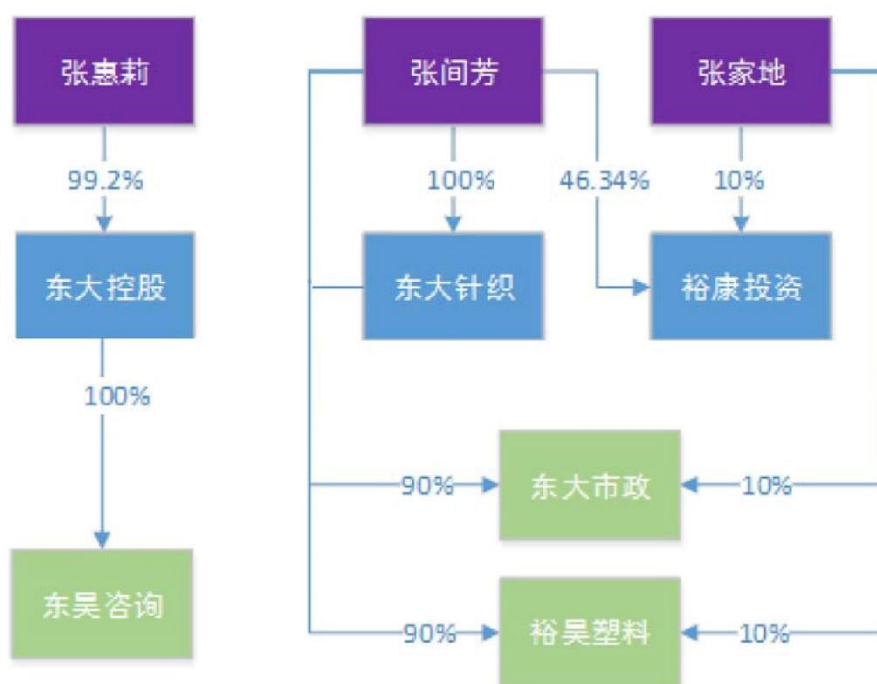 张惠莉
张间芳
张家地
99.2%
100%
46.34%
10%
东大控股
东大针织
裕康投资
100%
90%
东大市政
10%
东昊咨询
90%
裕昊塑料
10%